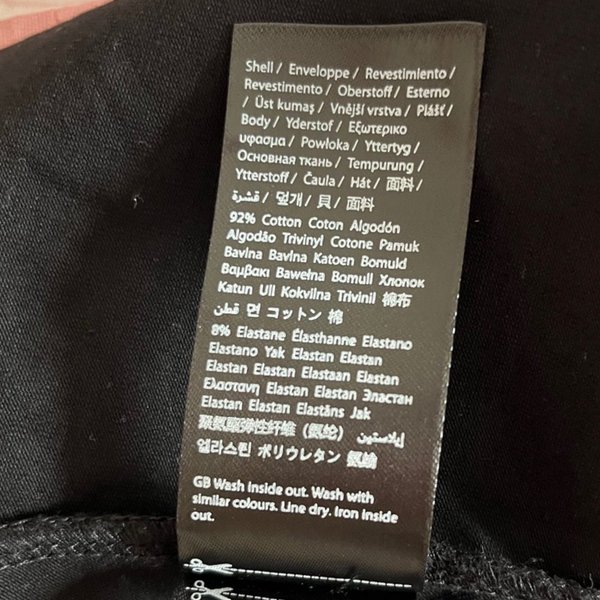 Shell / Enveloppe / Revestimiento /
Revestimento / Oberstoff / Esterno
/ Üst kumaş / Vnější vrstva / Plášť /
Body / Yderstof / Εξωτερικο
υφασμα / Powłoka / Yttertyg /
Основная ткань / Tempurung /
Ytterstoff / Čaula / Hát / 面料 /
قشرة / 덮개 / 貝 / 面料
92% Cotton Coton Algodón
Algodão Trivinyl Cotone Pamuk
Bavlna Bavlna Katoen Bomuld
Βαμβακι Bawełna Bomull Хлопок
Katun Ull Kokvilna Trivinil 棉布
قطن 면 コットン 棉
8% Elastane Élasthanne Elastano
Elastano Yak Elastan Elastan
Elastan Elastan Elastaan Elastan
Ελαστανη Elastan Elastan Эластан
Elastan Elastan Elastāns Jak
聚氨酯弹性纤维 (氨纶) إيلاستين
엘라스틴 ポリウレタン 氨綸
GB Wash inside out. Wash with
similar colours. Line dry. Iron inside
out.